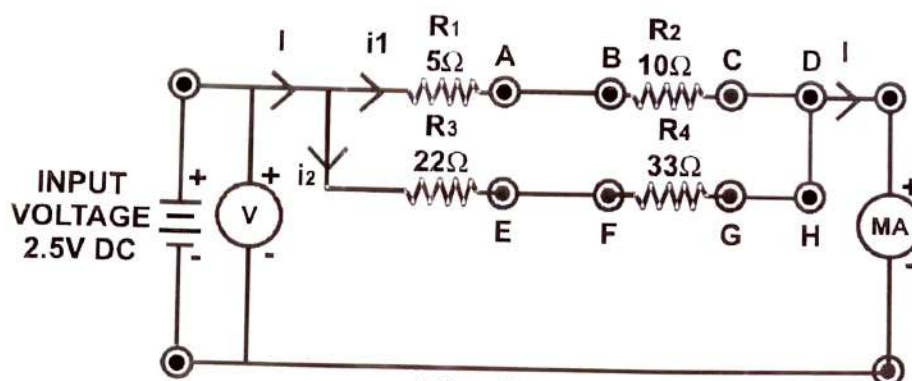 I
i1
R1
5Ω
A
B
R2
10Ω
C
D
I
INPUT
VOLTAGE
2.5V DC
+
-
V
+
-
i2
R3
22Ω
E
F
R4
33Ω
G
H
MA
+
-